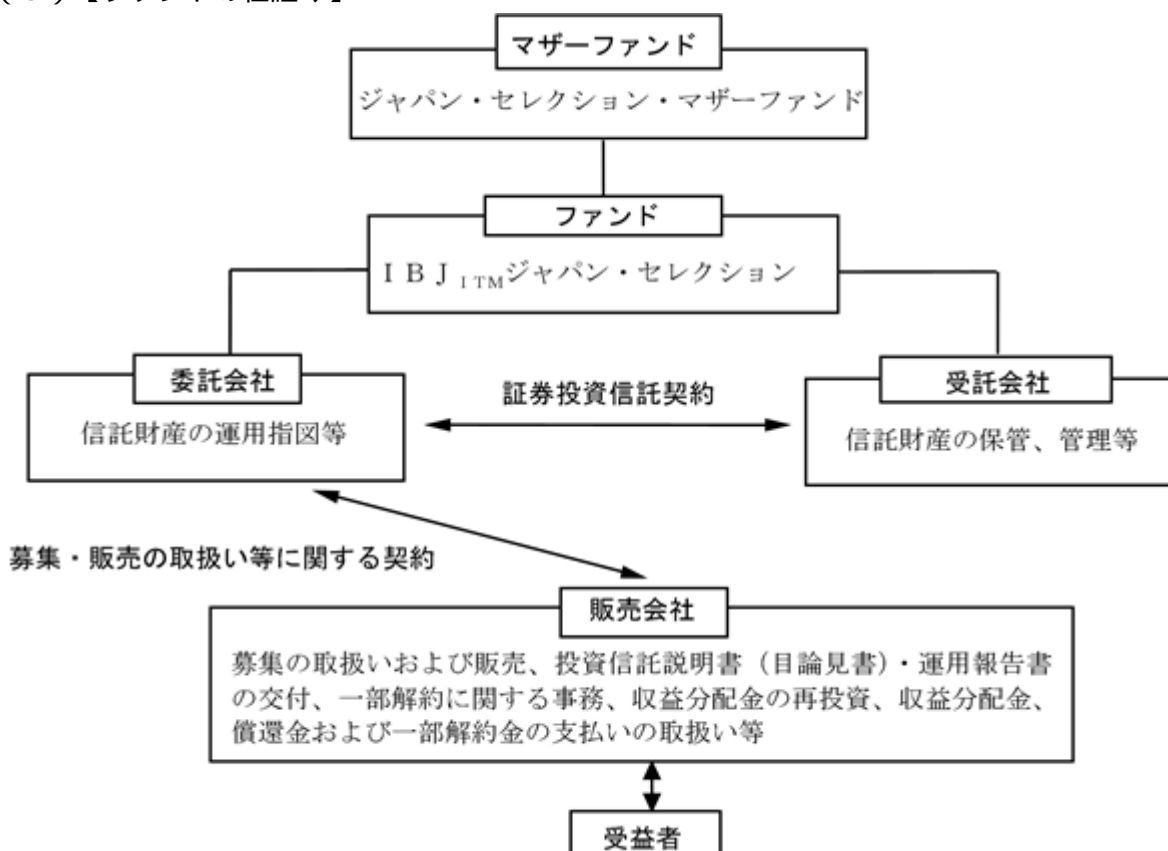 マザーファンド
ジャパン・セレクション・マザーファンド
ファンド
ＩＢＪITMジャパン・セレクション
委託会社
信託財産の運用指図等
証券投資信託契約
受託会社
信託財産の保管、管理等
募集・販売の取扱い等に関する契約
販売会社
募集の取扱いおよび販売、投資信託説明書（目論見書）・運用報告書
の交付、一部解約に関する事務、収益分配金の再投資、収益分配金、
償還金および一部解約金の支払いの取扱い等
受益者